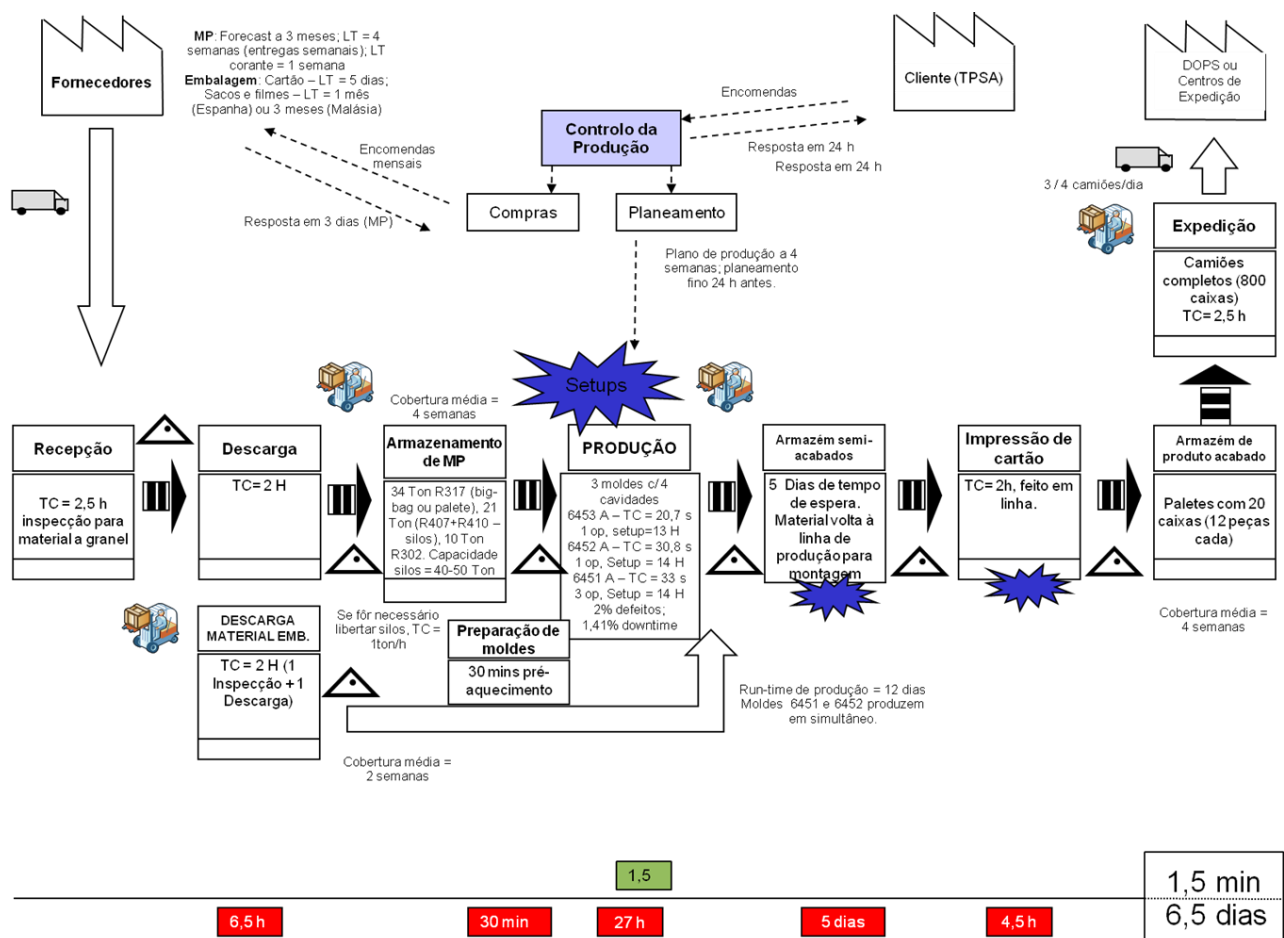 Fornecedores
MP: Forecast a 3 meses; LT = 4
semanas (entregas semanais); LT
corante = 1 semana
Embalagem: Cartão – LT = 5 dias;
Sacos e filmes – LT = 1 mês
(Espanha) ou 3 meses (Malásia)
Cliente (TPSA)
DOPS ou
Centros de
Expedição
Encomendas
Controlo da
Produção
Resposta em 24 h
Resposta em 24 h
Encomendas
mensais
Resposta em 3 dias (MP)
Compras
Planeamento
3 / 4 camiões/dia
Expedição
Camiões
completos (800
caixas)
TC= 2,5 h
Plano de produção a 4
semanas; planeamento
fino 24 h antes.
Setups
Cobertura média =
4 semanas
Recepção
TC = 2,5 h
inspecção para
material a granel
Descarga
TC= 2 H
Armazenamento
de MP
34 Ton R317 (big-
bag ou palete), 21
Ton (R407+R410 –
silos), 10 Ton
R302. Capacidade
silos = 40-50 Ton
PRODUÇÃO
3 moldes c/ 4
cavidades
6453 A – TC = 20,7 s
1 op, setup=13 H
6452 A – TC = 30,8 s
1 op, Setup = 14 H
6451 A – TC = 33 s
3 op, Setup = 14 H
2% defeitos;
1,41% downtime
Armazém semi-
acabados
5 Dias de tempo
de espera.
Material volta à
linha de
produção para
montagem
Impressão de
cartão
TC= 2h, feito em
linha.
Armazém de
produto acabado
Paletes com 20
caixas (12 peças
cada)
Cobertura média =
4 semanas
DESCARGA
MATERIAL EMB.
TC = 2 H (1
Inspecção + 1
Descarga)
Se fôr necessário
libertar silos, TC =
1ton/h
Preparação de
moldes
30 mins pré-
aquecimento
Run-time de produção = 12 dias
Moldes 6451 e 6452 produzem
em simultâneo.
Cobertura média =
2 semanas
1,5
1,5 min
6,5 h
30 min
27 h
5 dias
4,5 h
6,5 dias